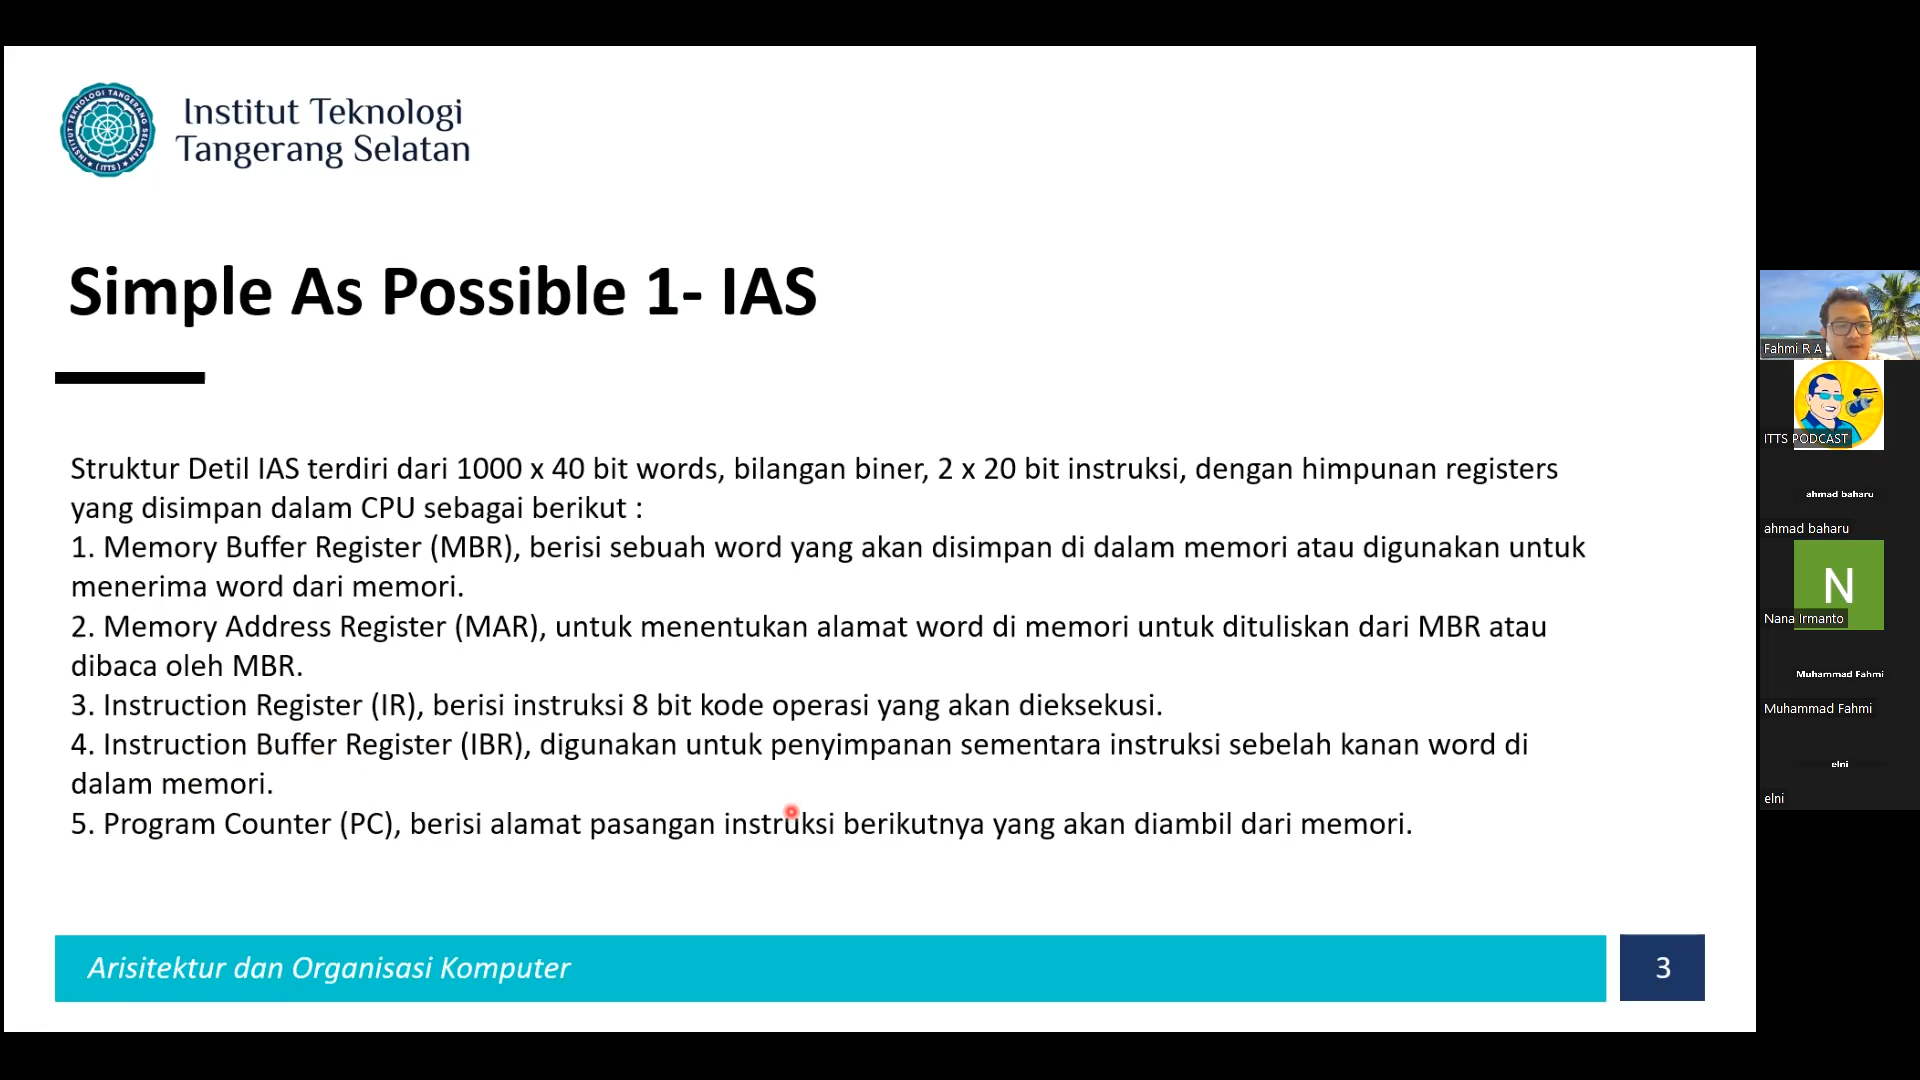 Institut Teknologi
Tangerang Selatan
INSTITUT TEKNOLOGI TANGERANG SELATAN
(ITTS)
Simple As Possible 1- IAS
Struktur Detil IAS terdiri dari 1000 x 40 bit words, bilangan biner, 2 x 20 bit instruksi, dengan himpunan registers
yang disimpan dalam CPU sebagai berikut :
1. Memory Buffer Register (MBR), berisi sebuah word yang akan disimpan di dalam memori atau digunakan untuk
menerima word dari memori.
2. Memory Address Register (MAR), untuk menentukan alamat word di memori untuk dituliskan dari MBR atau
dibaca oleh MBR.
3. Instruction Register (IR), berisi instruksi 8 bit kode operasi yang akan dieksekusi.
4. Instruction Buffer Register (IBR), digunakan untuk penyimpanan sementara instruksi sebelah kanan word di
dalam memori.
5. Program Counter (PC), berisi alamat pasangan instruksi berikutnya yang akan diambil dari memori.
Arisitektur dan Organisasi Komputer
3
Fahmi R A
ITTS PODCAST
ahmad baharu
ahmad baharu
N
Nana Irmanto
Muhammad Fahmi
Muhammad Fahmi
elni
elni